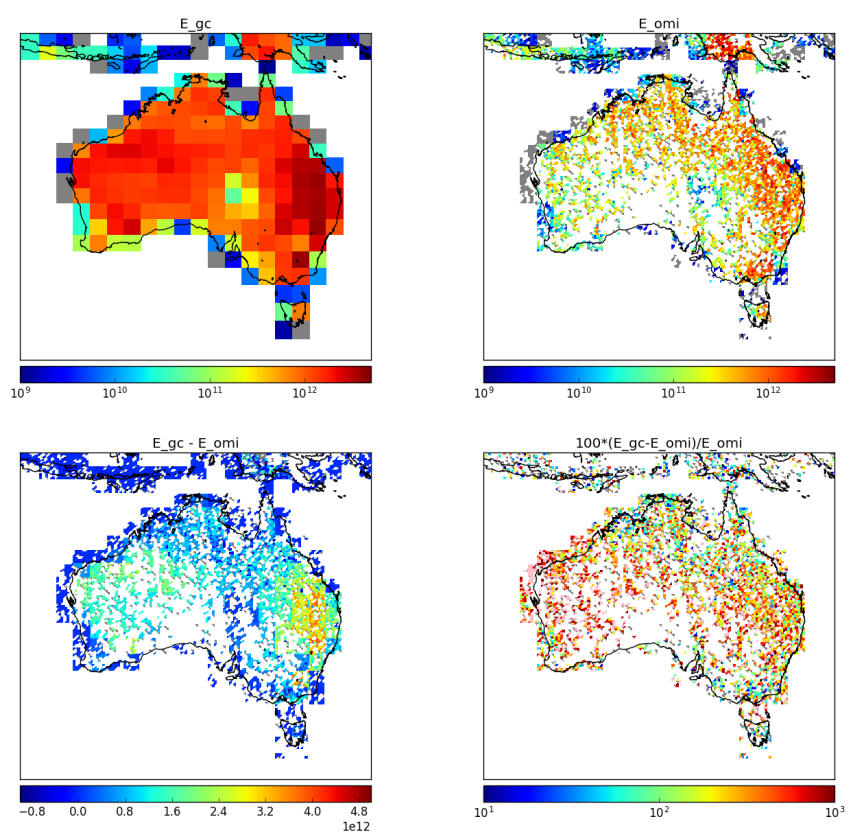 E_gc
E_omi
10^9 10^10 10^11 10^12
10^9 10^10 10^11 10^12
E_gc - E_omi
100*(E_gc-E_omi)/E_omi
−0.8 0.0 0.8 1.6 2.4 3.2 4.0 4.8
1e12
10^1 10^2 10^3